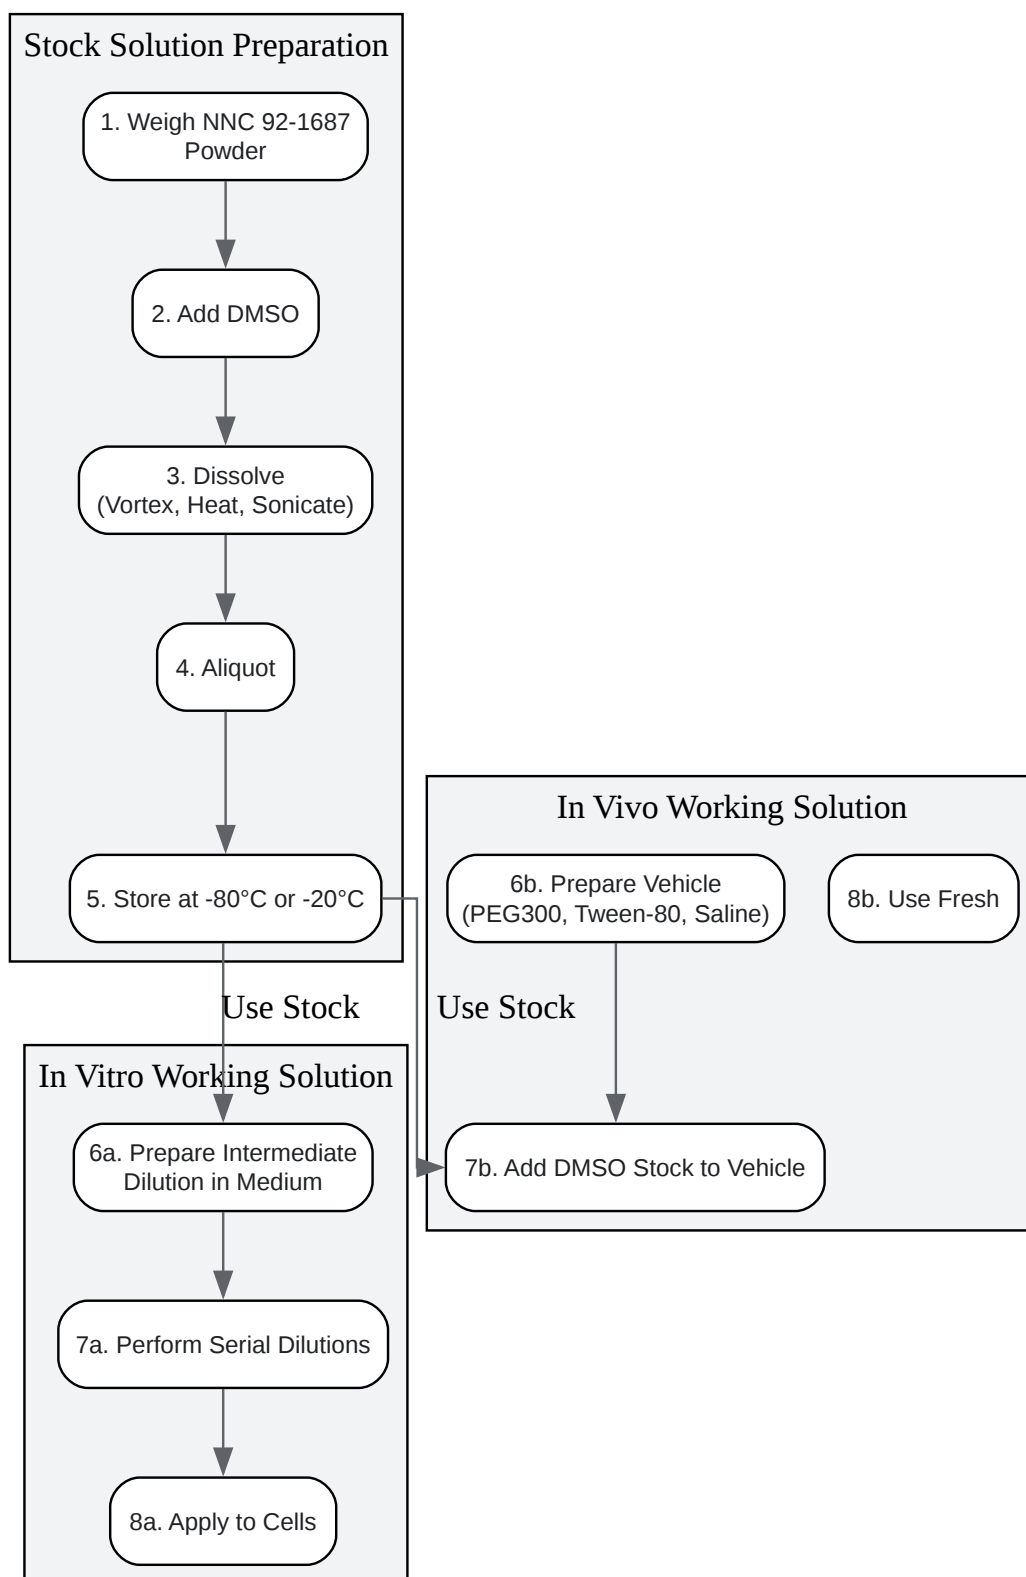 Stock Solution Preparation
1. Weigh NNC 92-1687
Powder
2. Add DMSO
3. Dissolve
(Vortex, Heat, Sonicate)
4. Aliquot
5. Store at -80°C or -20°C
Use Stock
In Vitro Working Solution
6a. Prepare Intermediate
Dilution in Medium
7a. Perform Serial Dilutions
8a. Apply to Cells
In Vivo Working Solution
6b. Prepare Vehicle
(PEG300, Tween-80, Saline)
8b. Use Fresh
Use Stock
7b. Add DMSO Stock to Vehicle